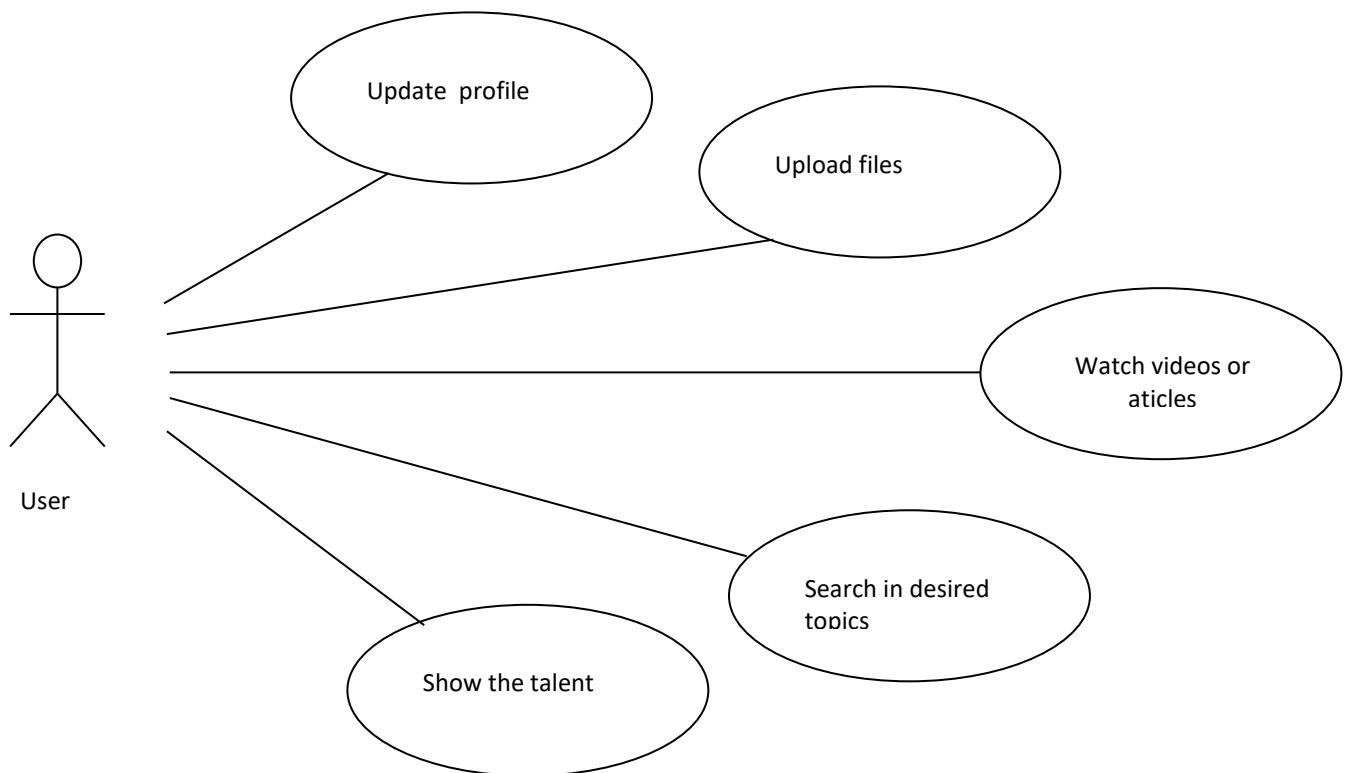 Update  profile
Upload files
Watch videos or
aticles
User
Search in desired
topics
Show the talent